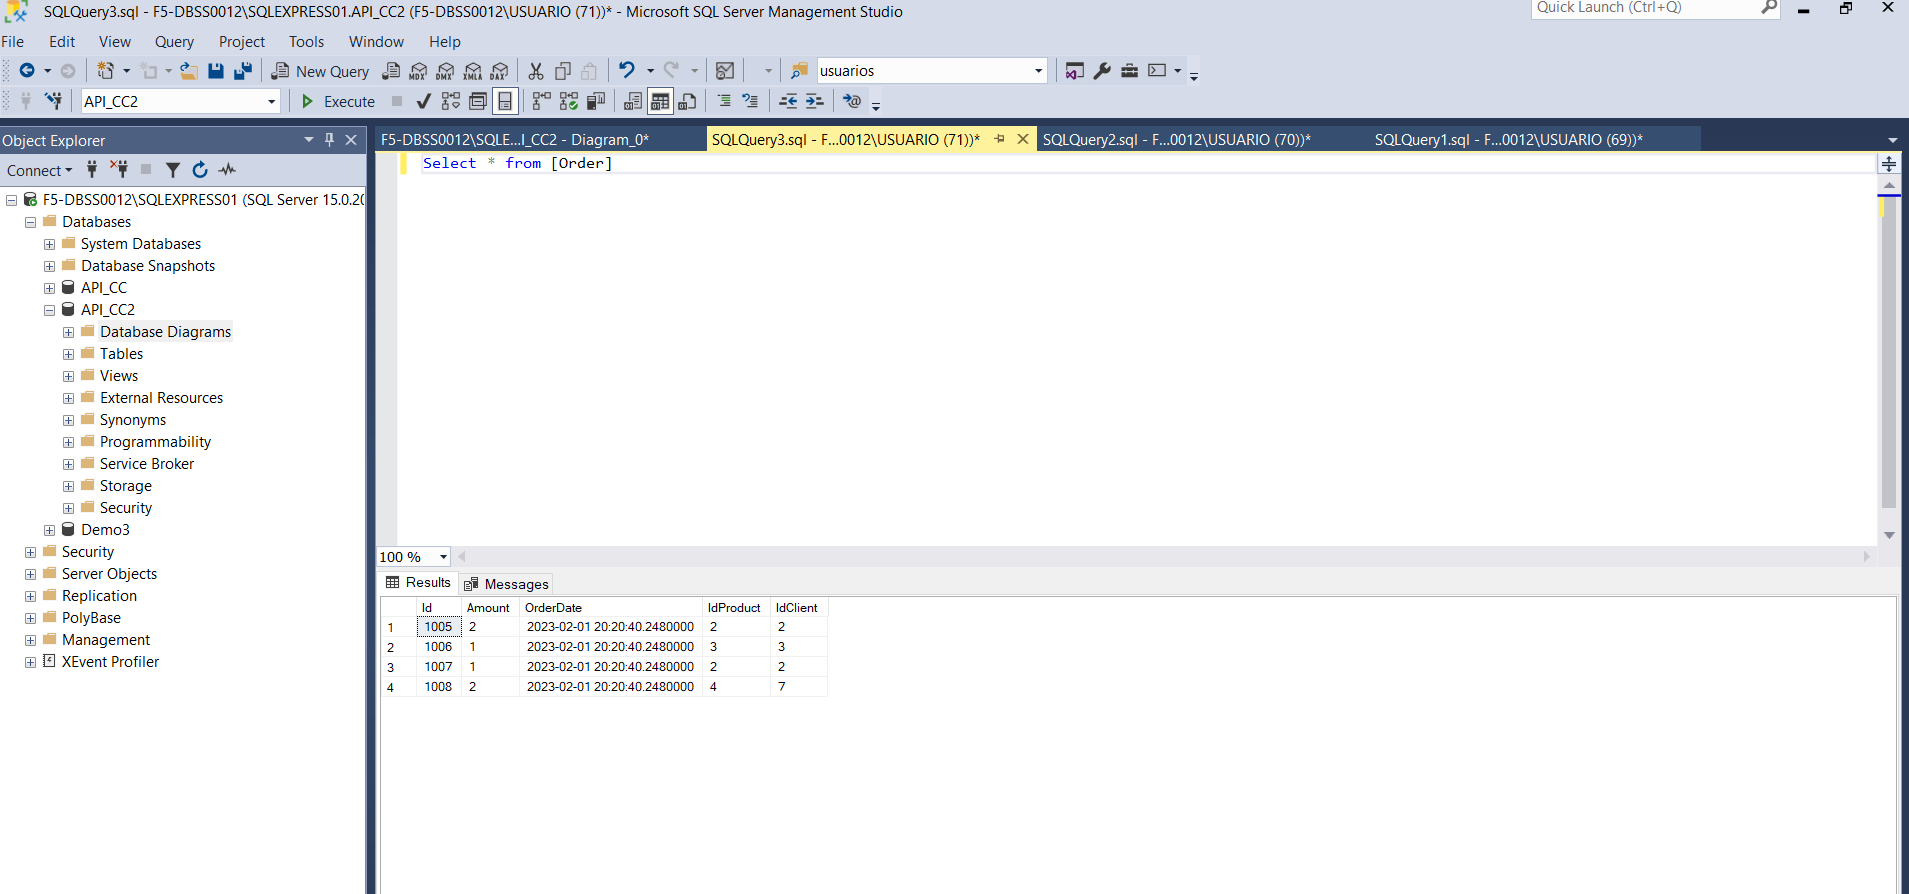 SQLQuery3.sql - F5-DBSS0012\SQLEXPRESS01.API_CC2 (F5-DBSS0012\USUARIO (71))* - Microsoft SQL Server Management Studio
Quick Launch (Ctrl+Q)
File Edit View Query Project Tools Window Help
New Query MDX DMX XMLA DAX usuarios
API_CC2 Execute
Object Explorer
F5-DBSS0012\SQLE...I_CC2 - Diagram_0* SQLQuery3.sql - F...0012\USUARIO (71))* SQLQuery2.sql - F...0012\USUARIO (70))* SQLQuery1.sql - F...0012\USUARIO (69))*
Connect
Select * from [Order]
F5-DBSS0012\SQLEXPRESS01 (SQL Server 15.0.20
Databases
System Databases
Database Snapshots
API_CC
API_CC2
Database Diagrams
Tables
Views
External Resources
Synonyms
Programmability
Service Broker
Storage
Security
Demo3
Security
Server Objects
Replication
PolyBase
Management
XEvent Profiler
100 %
Results Messages
Id Amount OrderDate IdProduct IdClient
1 1005 2 2023-02-01 20:20:40.2480000 2 2
2 1006 1 2023-02-01 20:20:40.2480000 3 3
3 1007 1 2023-02-01 20:20:40.2480000 2 2
4 1008 2 2023-02-01 20:20:40.2480000 4 7